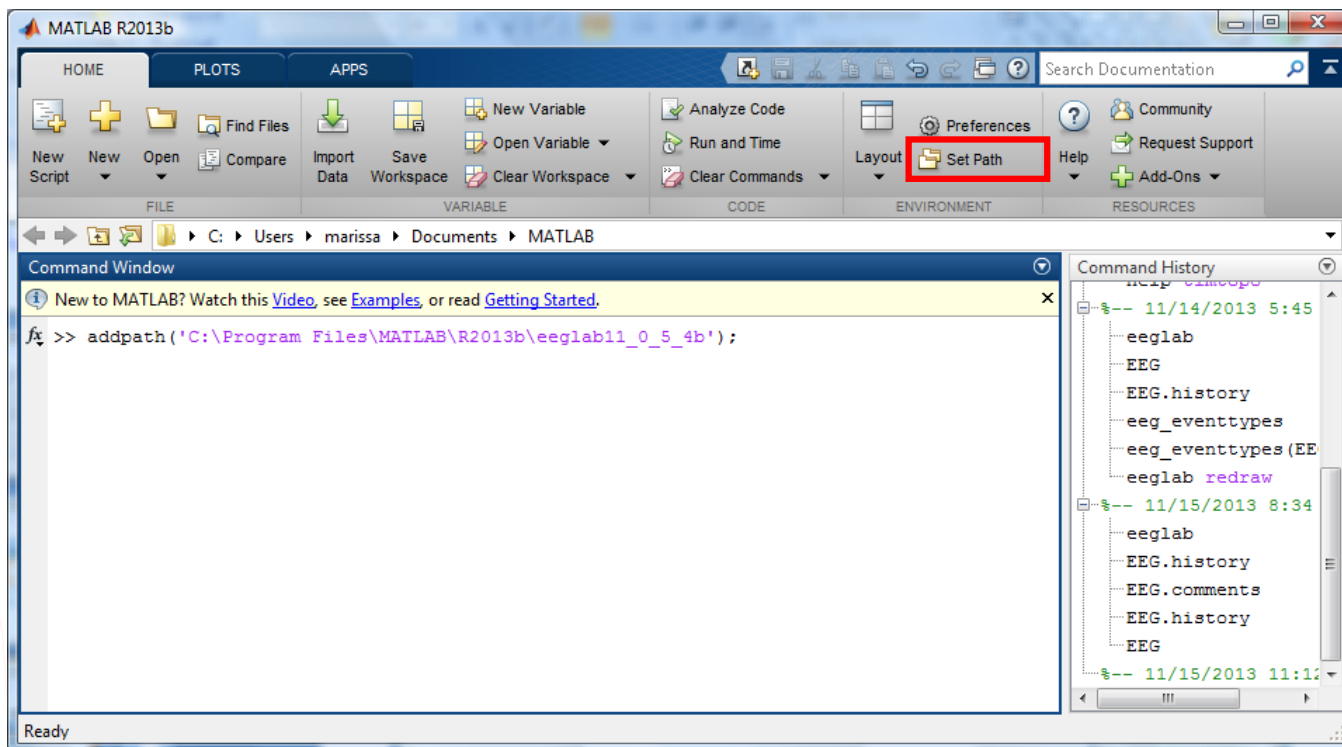 MATLAB R2013b
HOME PLOTS APPS Search Documentation
New Script
New
Open
Find Files
Compare
Import Data
Save Workspace
New Variable
Open Variable
Clear Workspace
Analyze Code
Run and Time
Clear Commands
Layout
Preferences
Set Path
Help
Community
Request Support
Add-Ons
FILE VARIABLE CODE ENVIRONMENT RESOURCES
C: Users marissa Documents MATLAB
Command Window
New to MATLAB? Watch this Video, see Examples, or read Getting Started.
fx >> addpath('C:\Program Files\MATLAB\R2013b\eeglab11_0_5_4b');
Command History
help timtopo
%-- 11/14/2013 5:45
eeglab
EEG
EEG.history
eeg_eventtypes
eeg_eventtypes(EE
eeglab redraw
%-- 11/15/2013 8:34
eeglab
EEG.history
EEG.comments
EEG.history
EEG
%-- 11/15/2013 11:12
Ready